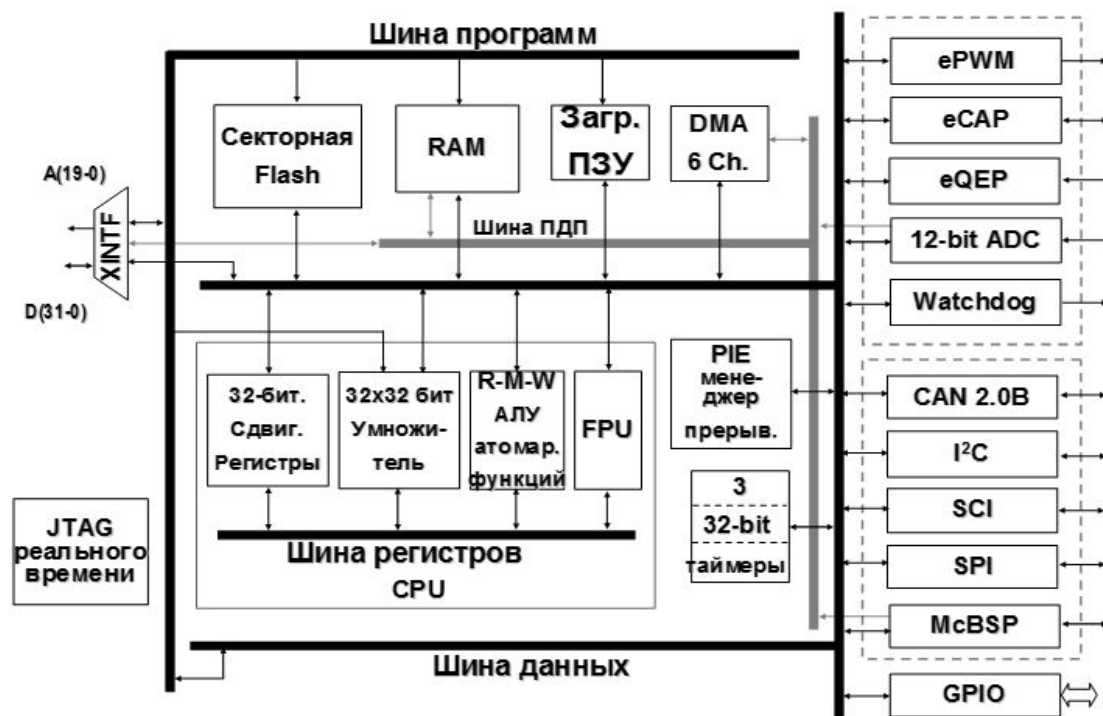 Шина программ
Секторная
Flash
RAM
Загр.
ПЗУ
DMA
6 Ch.
A(19-0)
XINTF
D(31-0)
Шина ПДП
32-бит.
Сдвиг.
Регистры
32x32 бит
Умножи-
тель
R-M-W
АЛУ
атомар.
функций
FPU
Шина регистров
CPU
PIE
мене-
джер
прерыв.
3
32-bit
таймеры
JTAG
реального
времени
Шина данных
ePWM
eCAP
eQEP
12-bit ADC
Watchdog
CAN 2.0B
I²C
SCI
SPI
McBSP
GPIO